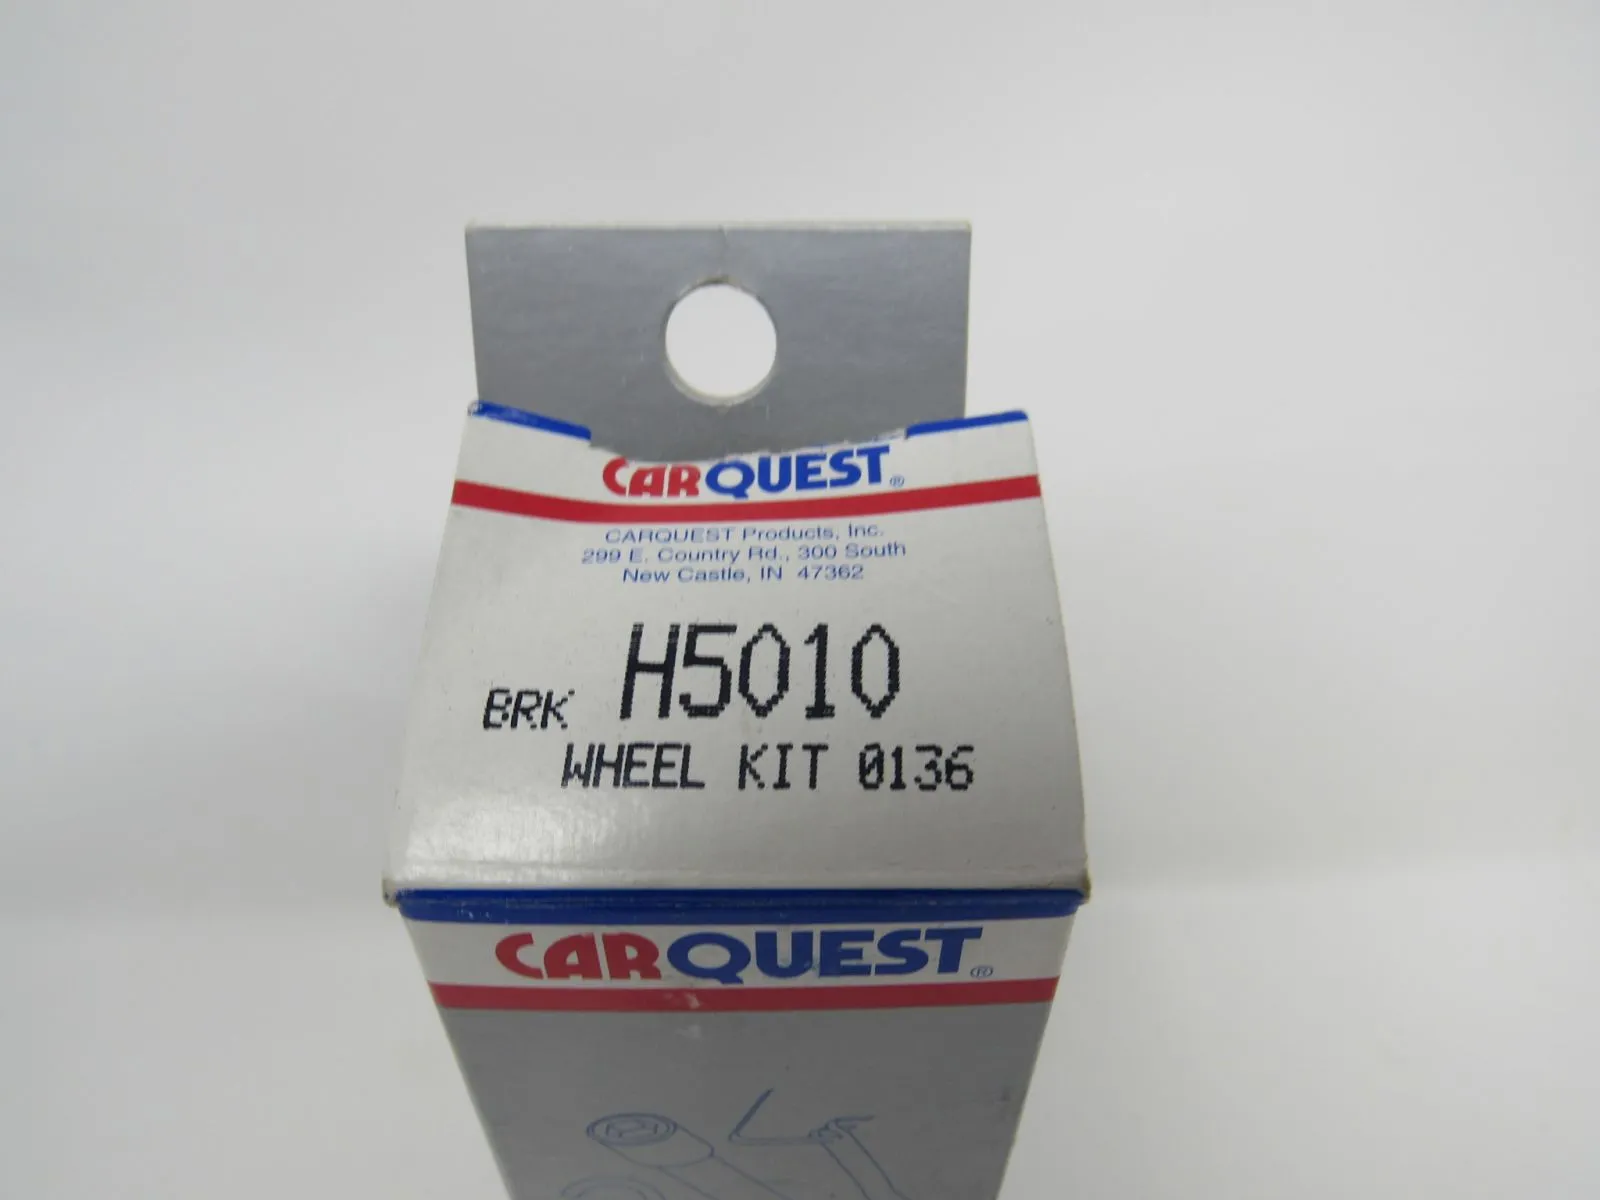 CARQUEST®
CARQUEST Products, Inc.
299 E. Country Rd., 300 South
New Castle, IN 47362
BRK H5010
WHEEL KIT 0136
CARQUEST®